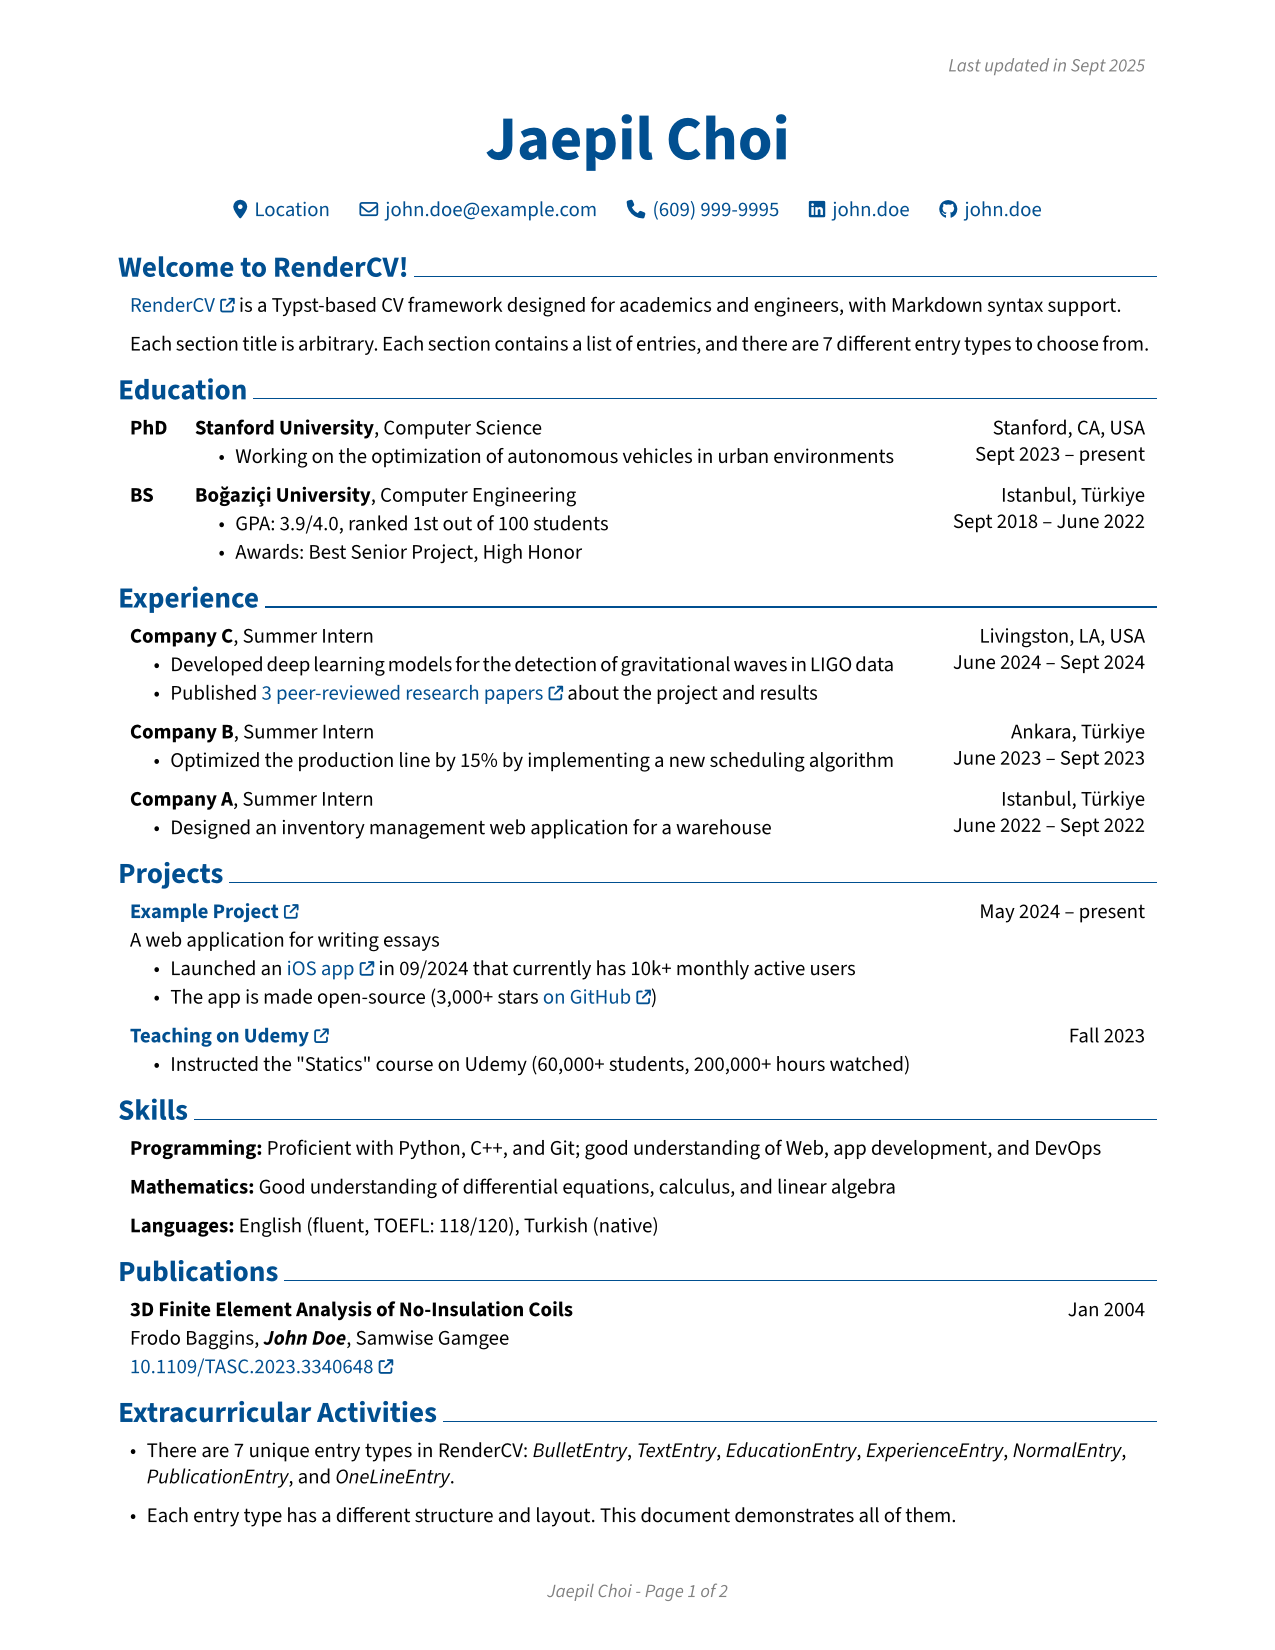 Last updated in Sept 2025
Jaepil Choi
Location john.doe@example.com (609) 999-9995 john.doe john.doe
Welcome to RenderCV!
RenderCV is a Typst-based CV framework designed for academics and engineers, with Markdown syntax support.
Each section title is arbitrary. Each section contains a list of entries, and there are 7 different entry types to choose from.
Education
PhD Stanford University, Computer Science Stanford, CA, USA
• Working on the optimization of autonomous vehicles in urban environments Sept 2023 – present
BS Boğaziçi University, Computer Engineering Istanbul, Türkiye
• GPA: 3.9/4.0, ranked 1st out of 100 students Sept 2018 – June 2022
• Awards: Best Senior Project, High Honor
Experience
Company C, Summer Intern Livingston, LA, USA
• Developed deep learning models for the detection of gravitational waves in LIGO data June 2024 – Sept 2024
• Published 3 peer-reviewed research papers about the project and results
Company B, Summer Intern Ankara, Türkiye
• Optimized the production line by 15% by implementing a new scheduling algorithm June 2023 – Sept 2023
Company A, Summer Intern Istanbul, Türkiye
• Designed an inventory management web application for a warehouse June 2022 – Sept 2022
Projects
Example Project May 2024 – present
A web application for writing essays
• Launched an iOS app in 09/2024 that currently has 10k+ monthly active users
• The app is made open-source (3,000+ stars on GitHub)
Teaching on Udemy Fall 2023
• Instructed the "Statics" course on Udemy (60,000+ students, 200,000+ hours watched)
Skills
Programming: Proficient with Python, C++, and Git; good understanding of Web, app development, and DevOps
Mathematics: Good understanding of differential equations, calculus, and linear algebra
Languages: English (fluent, TOEFL: 118/120), Turkish (native)
Publications
3D Finite Element Analysis of No-Insulation Coils Jan 2004
Frodo Baggins, John Doe, Samwise Gamgee
10.1109/TASC.2023.3340648
Extracurricular Activities
• There are 7 unique entry types in RenderCV: BulletEntry, TextEntry, EducationEntry, ExperienceEntry, NormalEntry,
PublicationEntry, and OneLineEntry.
• Each entry type has a different structure and layout. This document demonstrates all of them.
Jaepil Choi - Page 1 of 2